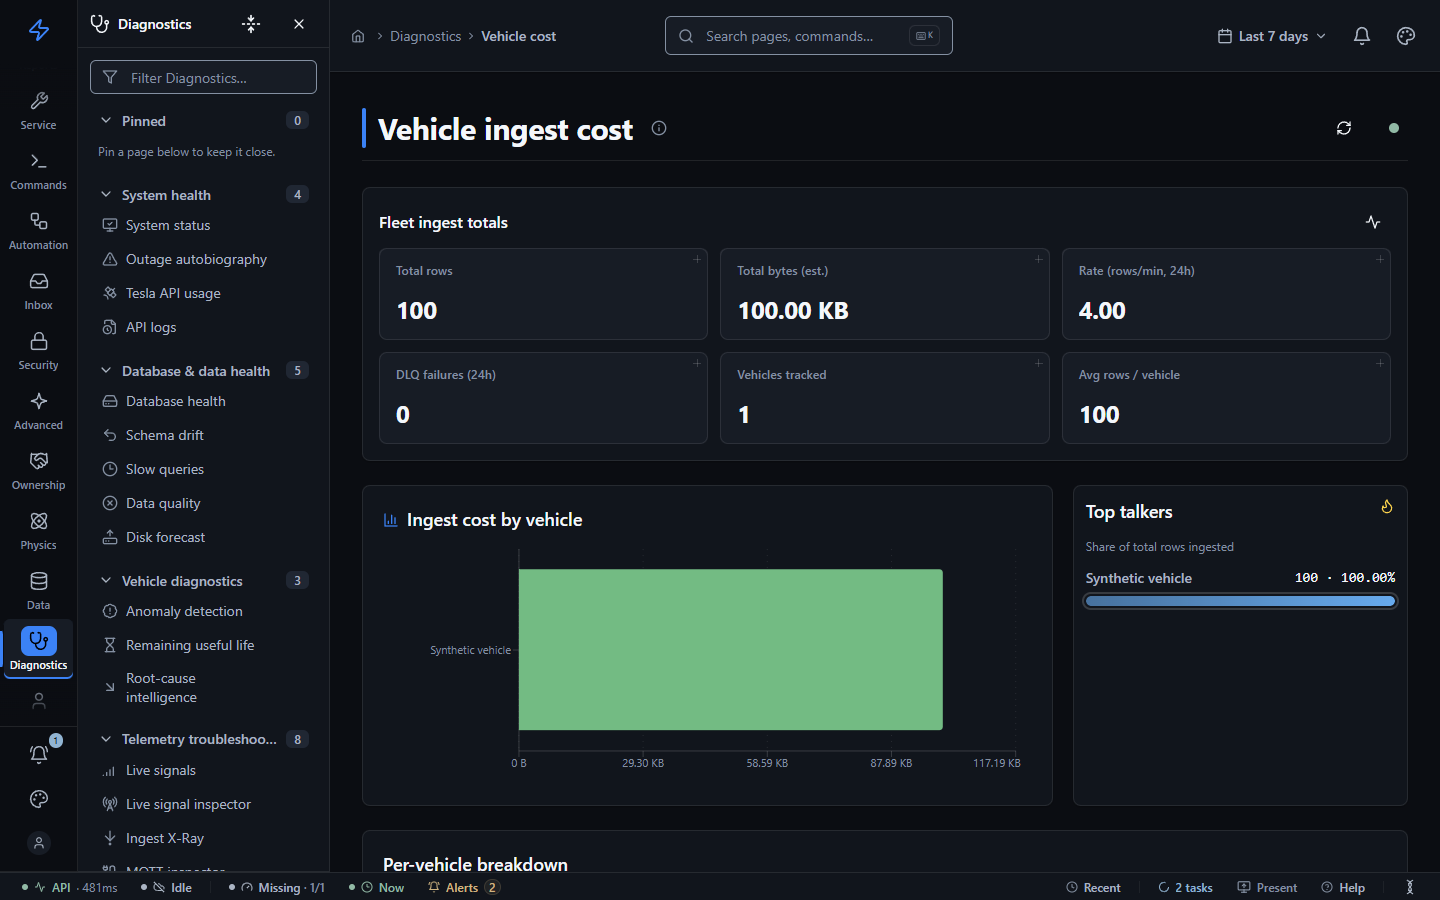 Diagnostics
Filter Diagnostics...
Pinned 0
Pin a page below to keep it close.
System health 4
System status
Outage autobiography
Tesla API usage
API logs
Database & data health 5
Database health
Schema drift
Slow queries
Data quality
Disk forecast
Vehicle diagnostics 3
Anomaly detection
Remaining useful life
Root-cause
intelligence
Telemetry troubleshoo... 8
Live signals
Live signal inspector
Ingest X-Ray
Service
Commands
Automation
Inbox
Security
Advanced
Ownership
Physics
Data
Diagnostics
1
Diagnostics > Vehicle cost
Search pages, commands... K
Last 7 days
Vehicle ingest cost
Fleet ingest totals
Total rows
100
Total bytes (est.)
100.00 KB
Rate (rows/min, 24h)
4.00
DLQ failures (24h)
0
Vehicles tracked
1
Avg rows / vehicle
100
Ingest cost by vehicle
Synthetic vehicle
0 B 29.30 KB 58.59 KB 87.89 KB 117.19 KB
Top talkers
Share of total rows ingested
Synthetic vehicle 100 · 100.00%
Per-vehicle breakdown
API · 481ms Idle Missing · 1/1 Now Alerts 2 Recent 2 tasks Present Help